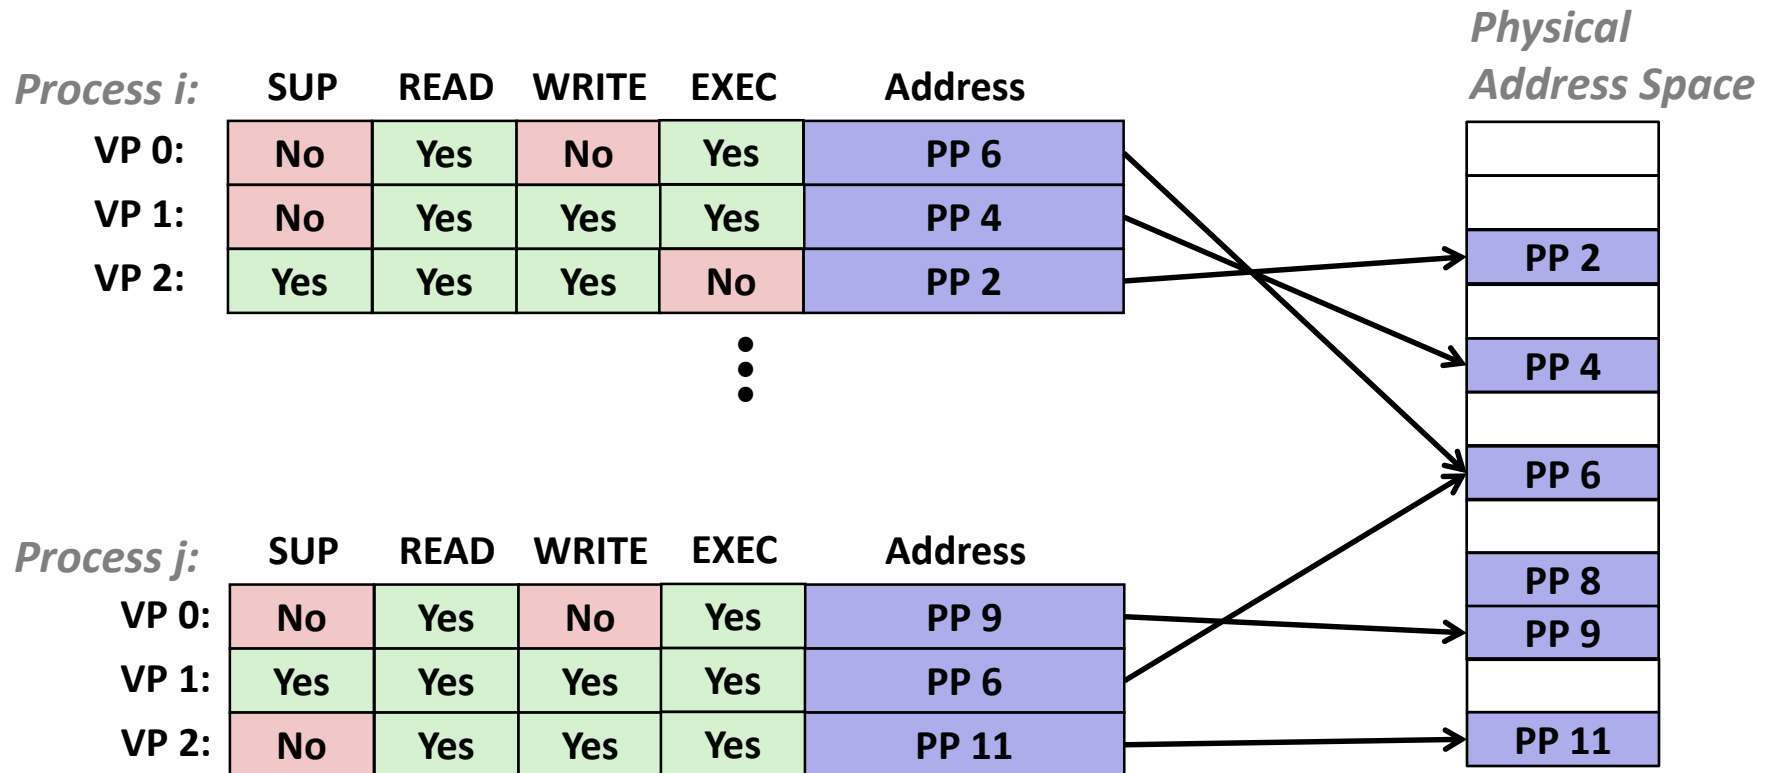 Physical
Address Space
Process i: SUP READ WRITE EXEC Address
VP 0: No Yes No Yes PP 6
VP 1: No Yes Yes Yes PP 4
VP 2: Yes Yes Yes No PP 2
PP 2
PP 4
PP 6
PP 8
PP 9
PP 11
Process j: SUP READ WRITE EXEC Address
VP 0: No Yes No Yes PP 9
VP 1: Yes Yes Yes Yes PP 6
VP 2: No Yes Yes Yes PP 11